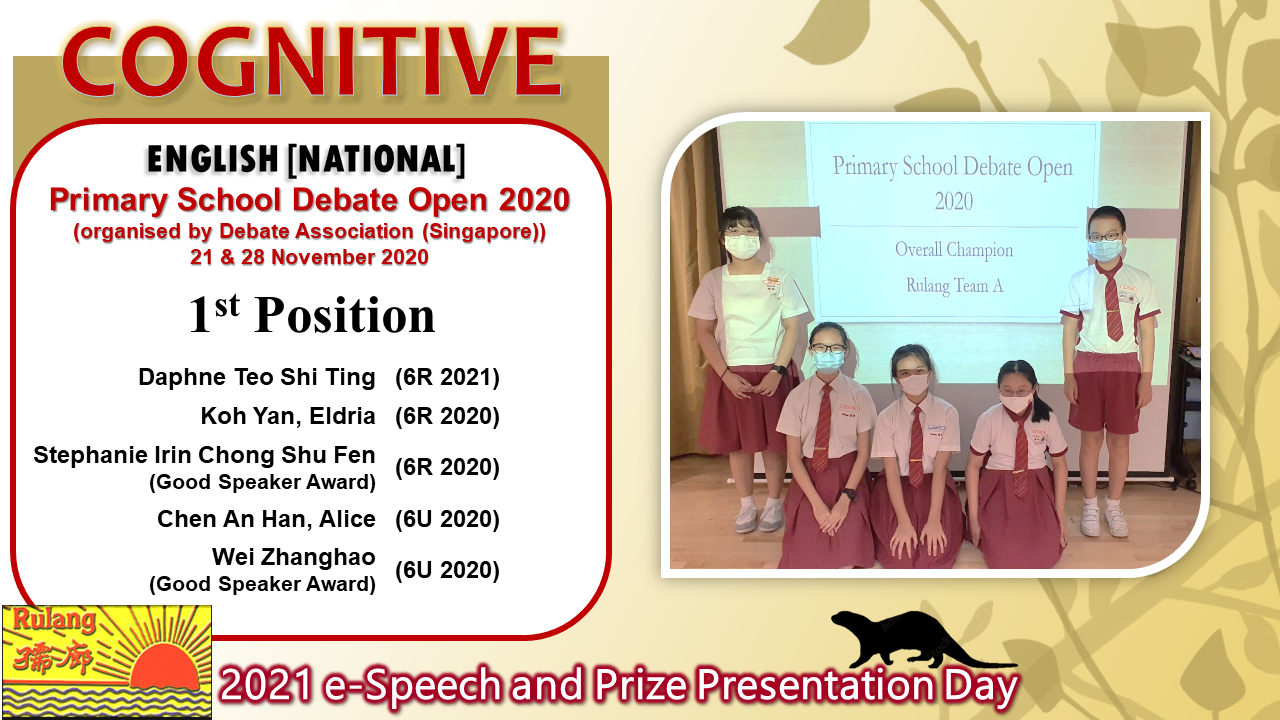 COGNITIVE
ENGLISH [NATIONAL]
Primary School Debate Open 2020
(organised by Debate Association (Singapore))
21 & 28 November 2020
1st Position
Daphne Teo Shi Ting (6R 2021)
Koh Yan, Eldria (6R 2020)
Stephanie Irin Chong Shu Fen
(Good Speaker Award) (6R 2020)
Chen An Han, Alice (6U 2020)
Wei Zhanghao
(Good Speaker Award) (6U 2020)
Primary School Debate Open
2020
Overall Champion
Rulang Team A
Rulang
孺廊
2021 e-Speech and Prize Presentation Day